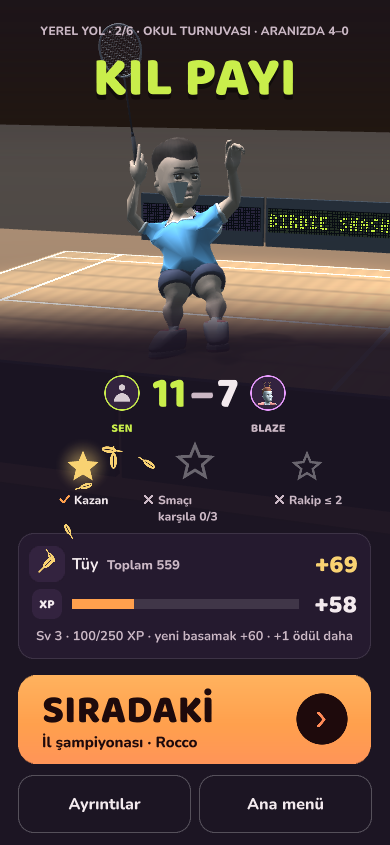 YEREL YOL · 2/6 · OKUL TURNUVASI · ARANIZDA 4–0
KIL PAYI
BIRDIE SMASH
11–7
SEN
BLAZE
Kazan
Smaçı
karşıla 0/3
Rakip ≤ 2
Tüy Toplam 559 +69
XP +58
Sv 3 · 100/250 XP · yeni basamak +60 · +1 ödül daha
SIRADAKİ
İl şampiyonası · Rocco
Ayrıntılar
Ana menü